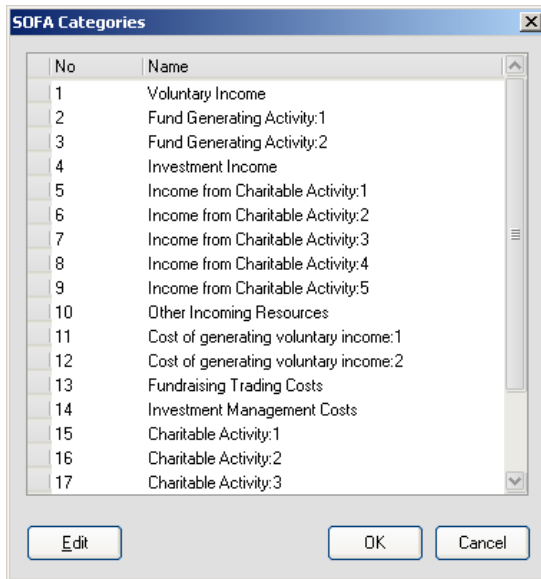 SOFA Categories
No Name
1 Voluntary Income
2 Fund Generating Activity:1
3 Fund Generating Activity:2
4 Investment Income
5 Income from Charitable Activity:1
6 Income from Charitable Activity:2
7 Income from Charitable Activity:3
8 Income from Charitable Activity:4
9 Income from Charitable Activity:5
10 Other Incoming Resources
11 Cost of generating voluntary income:1
12 Cost of generating voluntary income:2
13 Fundraising Trading Costs
14 Investment Management Costs
15 Charitable Activity:1
16 Charitable Activity:2
17 Charitable Activity:3
Edit OK Cancel